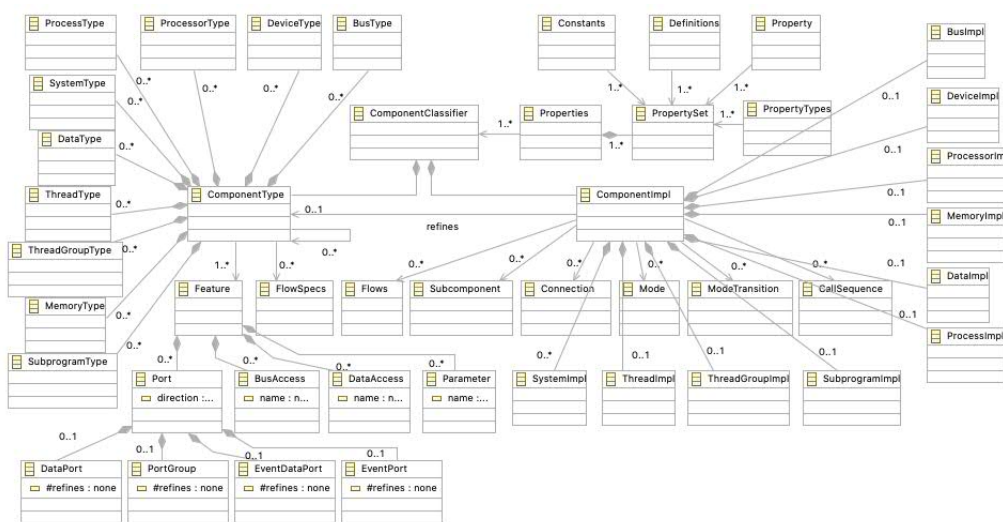 ProcessType
ProcessorType
DeviceType
BusType
Constants
Definitions
Property
BusImpl
0..*
0..*
0..*
0..*
SystemType
1..*
1..*
1..*
0..1
DeviceImpl
0..*
ComponentClassifier
1..*
Properties
PropertySet
1..*
PropertyTypes
1..*
0..1
DataType
0..*
ProcessorIm
0..1
ThreadType
0..*
ComponentType
ComponentImpl
0..1
MemoryImpl
0..1
refines
ThreadGroupType
0..*
0..*
0..1
1..*
0..*
0..*
0..*
0..*
0..*
0..*
0..*
MemoryType
0..*
Feature
FlowSpecs
Flows
Subcomponent
Connection
Mode
ModeTransition
CallSequence
DataImpl
0..1
SubprogramType
0..*
ProcessImpl
0..*
0..*
0..*
0..*
0..*
0..1
0..1
0..1
Port
direction :...
BusAccess
name : n...
DataAccess
name : n...
Parameter
name :...
SystemImpl
ThreadImpl
ThreadGroupImpl
SubprogramImpl
0..1
0..1
0..1
0..1
DataPort
#refines : none
PortGroup
#refines : none
EventDataPort
#refines : none
EventPort
#refines : none